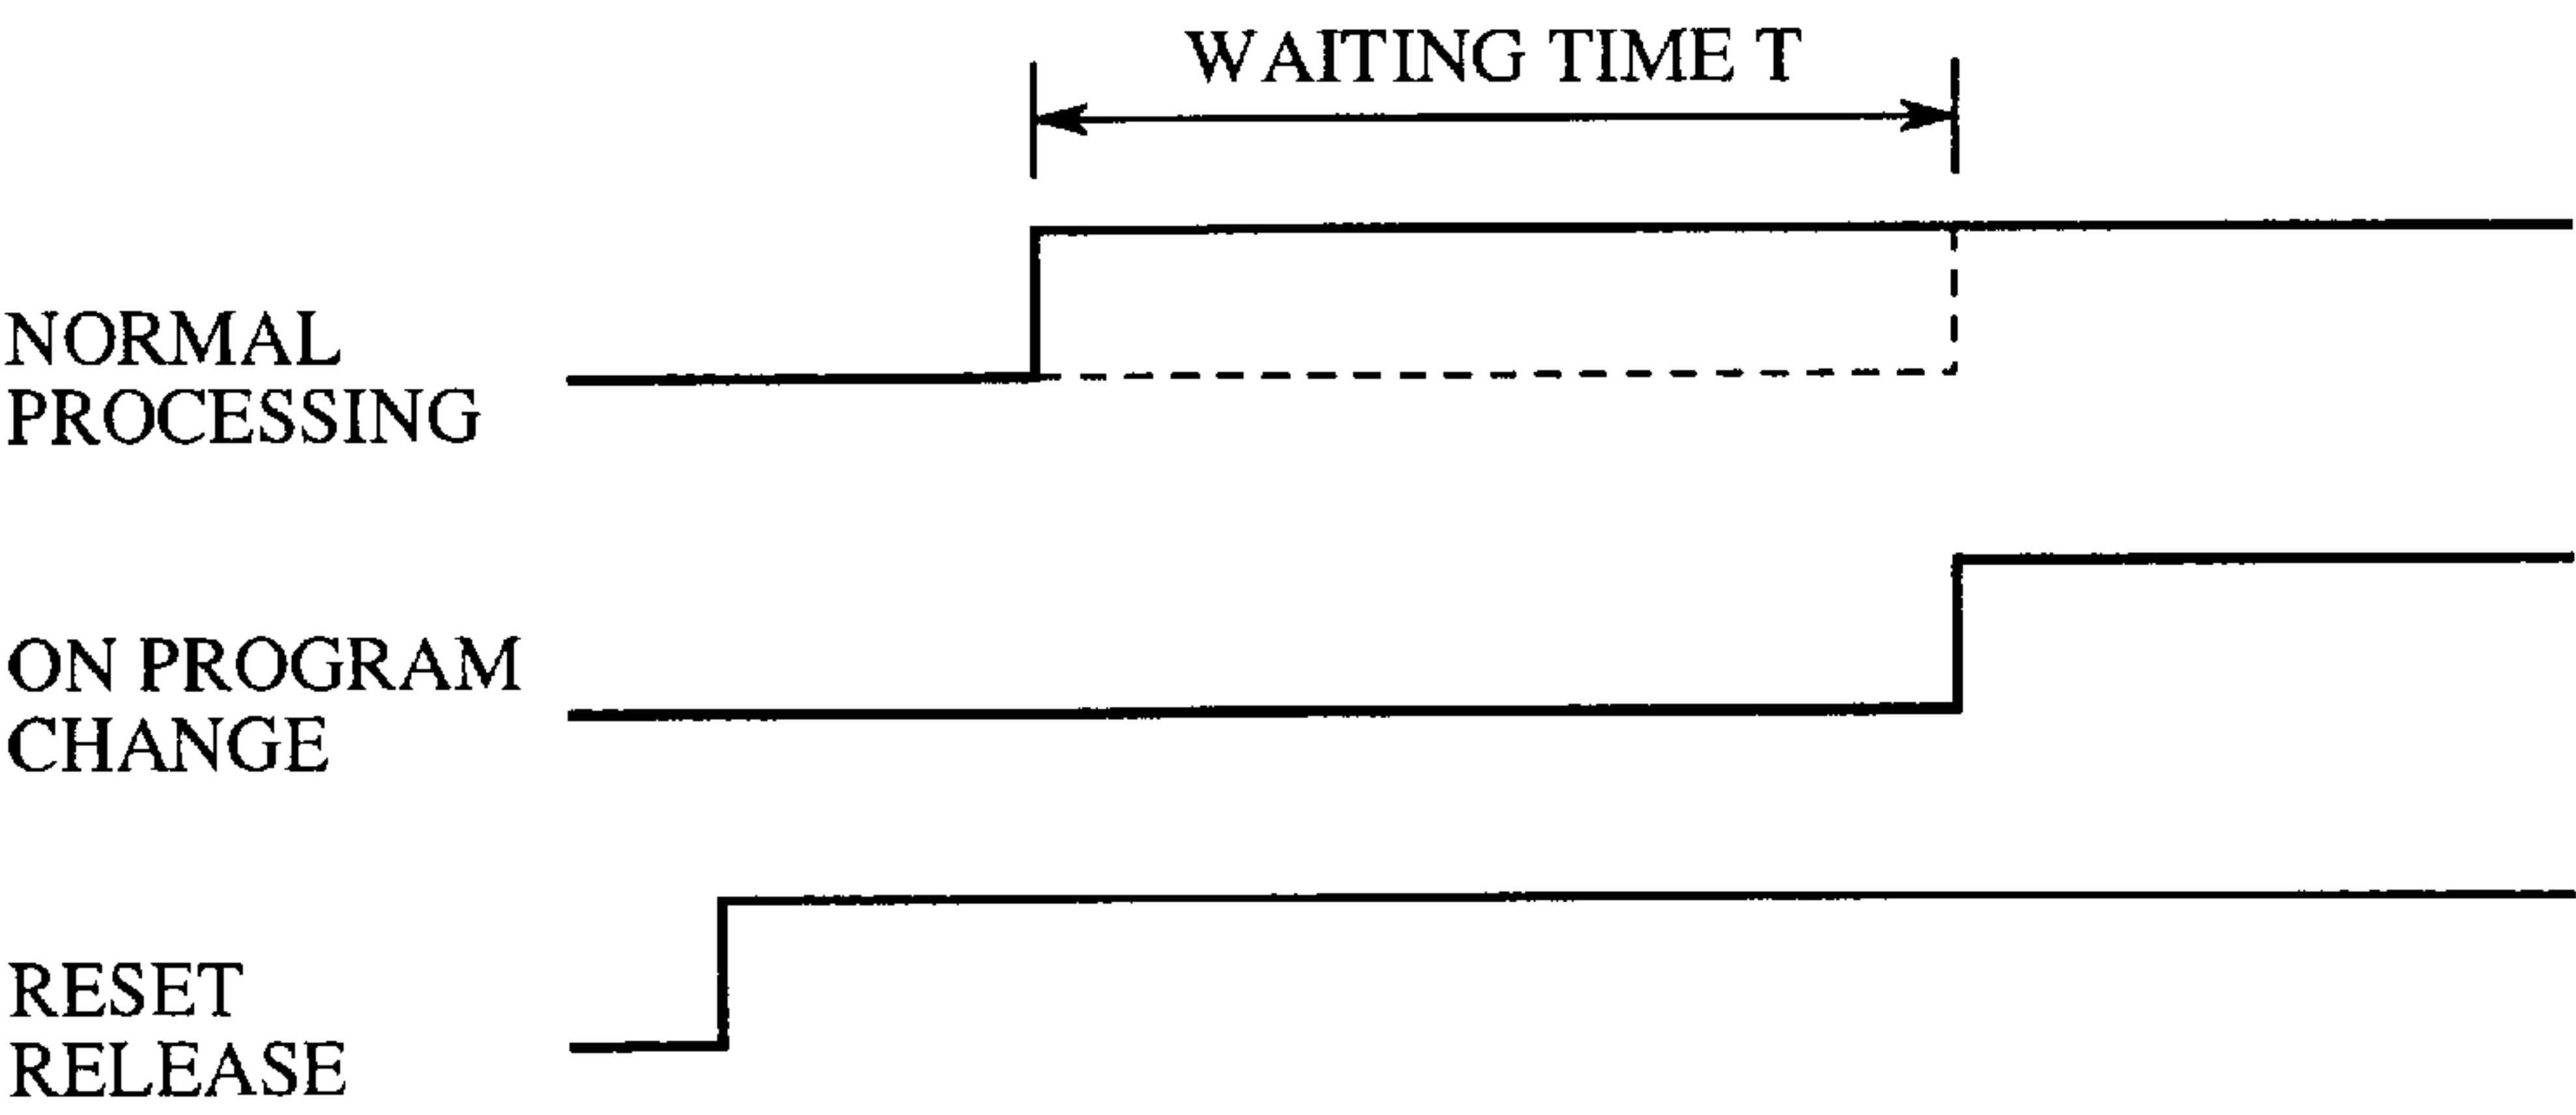 WAITING TIME T
NORMAL
PROCESSING
ON PROGRAM
CHANGE
RESET
RELEASE